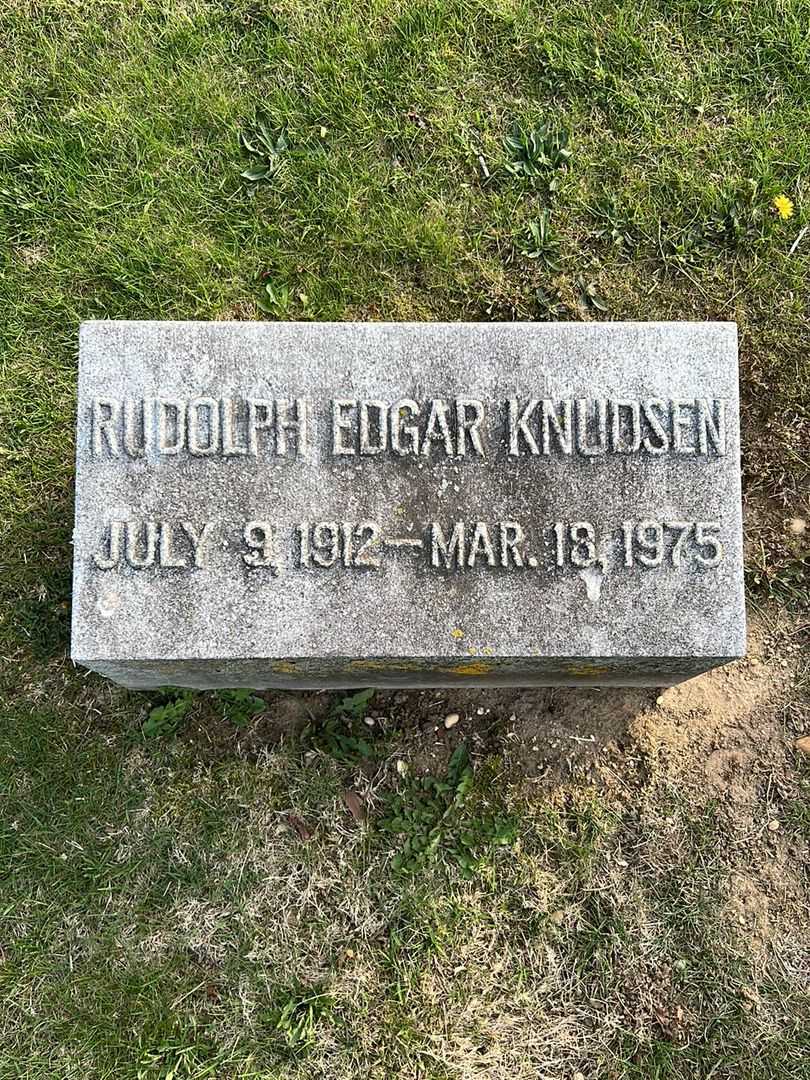 RUDOLPH EDGAR KNUDSEN
JULY 9, 1912 — MAR. 18, 1975